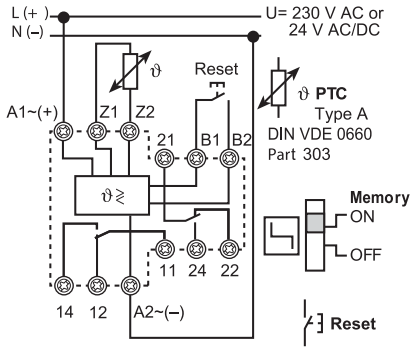 L (+)
N (–)
U= 230 V AC or
24 V AC/DC
ϑ
Reset
ϑ PTC
Type A
DIN VDE 0660
Part 303
A1~(+)
Z1
Z2
21
B1
B2
ϑ≥
Memory
ON
OFF
11
24
22
14
12
A2~(–)
Reset